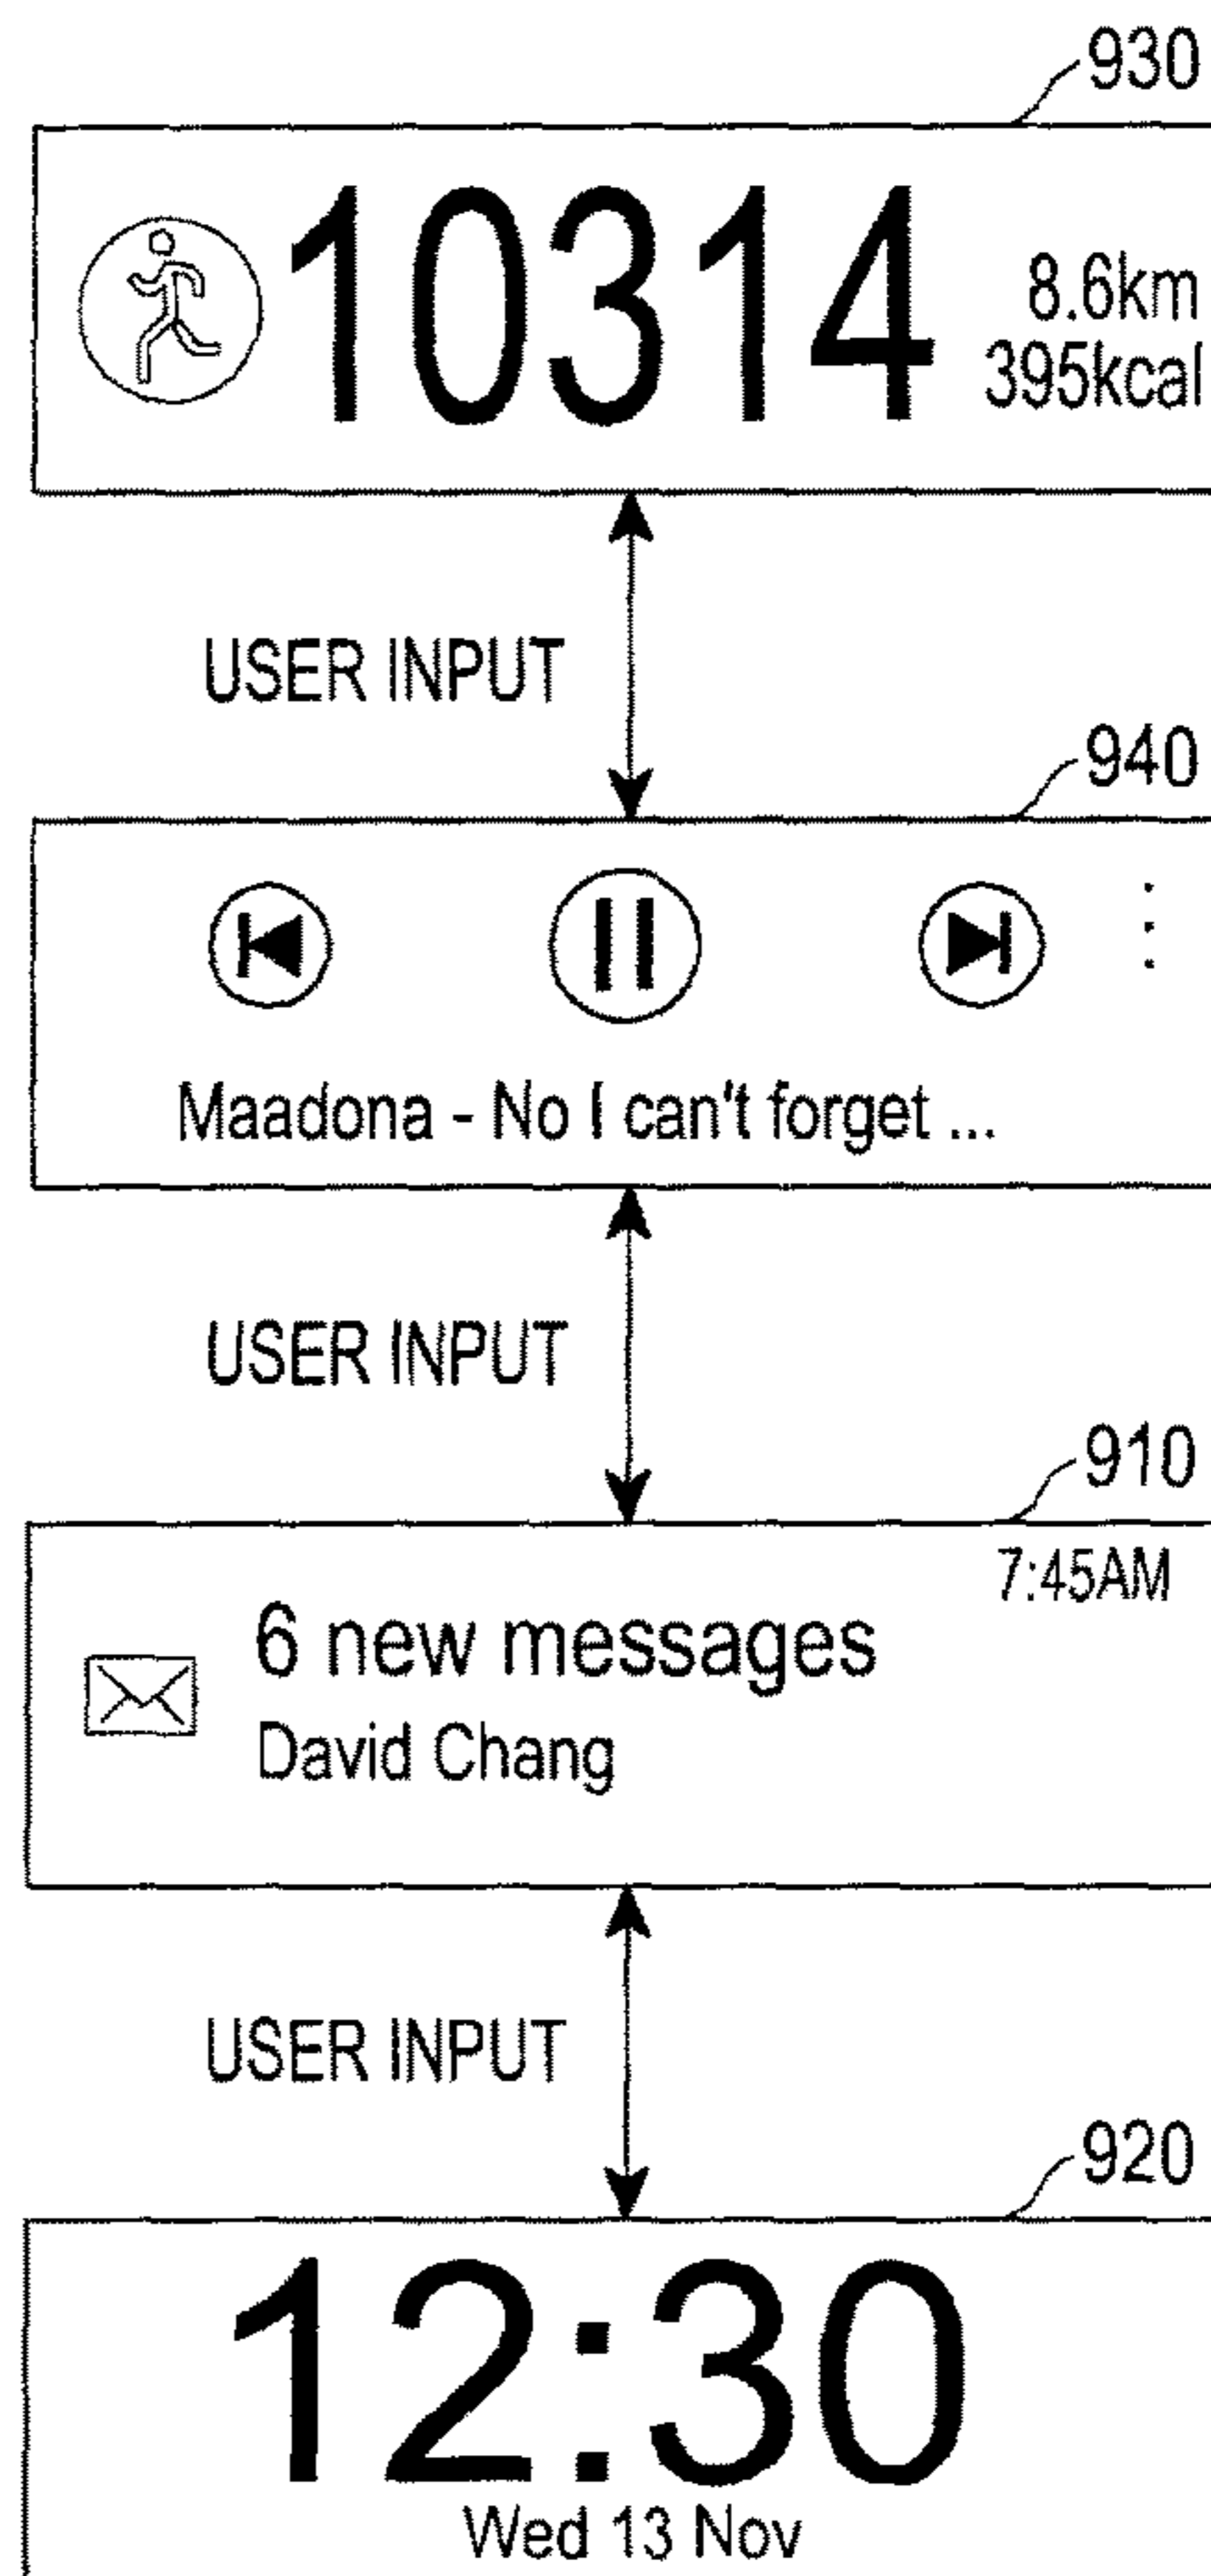 930
10314
8.6km
395kcal
USER INPUT
940
Maadona - No I can't forget ...
USER INPUT
910
7:45AM
6 new messages
David Chang
USER INPUT
920
12:30
Wed 13 Nov